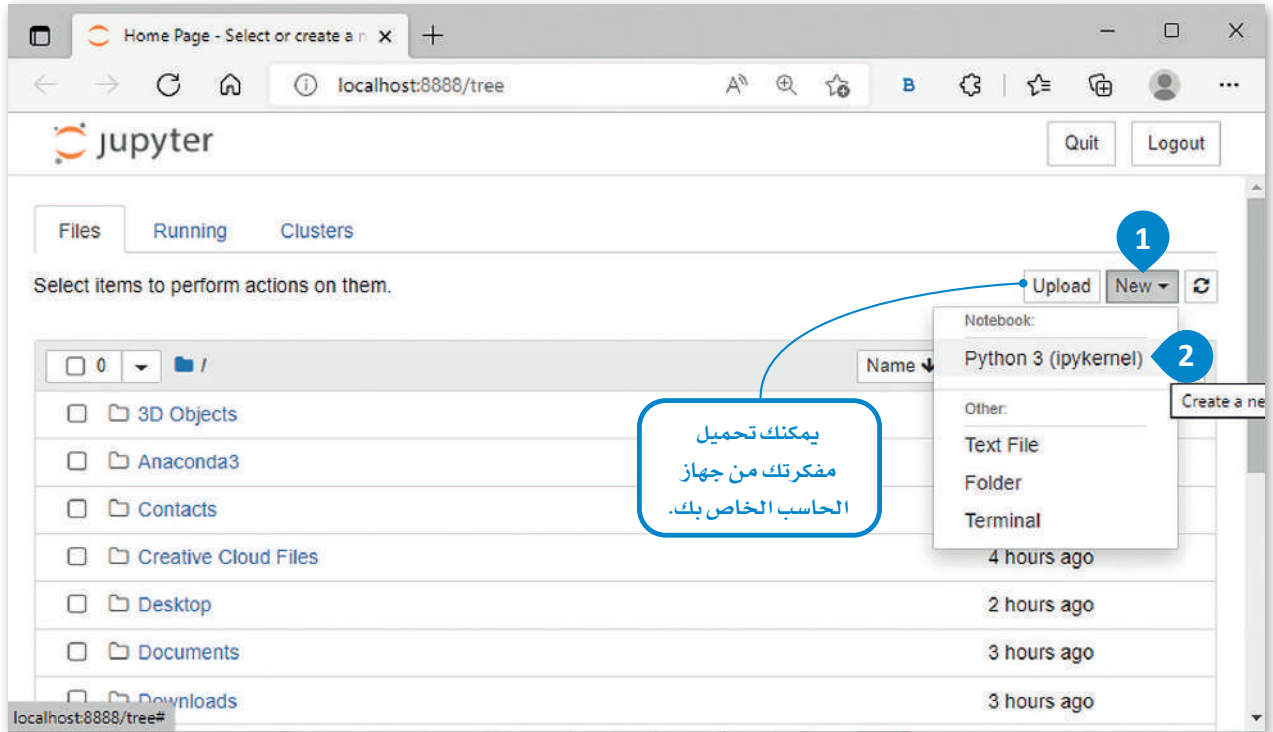 Home Page - Select or create a n
localhost:8888/tree
B
jupyter
Quit
Logout
Files
Running
Clusters
1
Select items to perform actions on them.
Upload
New
Notebook:
Python 3 (ipykernel)
2
Create a ne
Other:
Text File
Folder
Terminal
0
/
Name
3D Objects
Anaconda3
Contacts
Creative Cloud Files
4 hours ago
Desktop
2 hours ago
Documents
3 hours ago
Downloads
3 hours ago
يمكنك تحميل
مفكرتك من جهاز
الحاسب الخاص بك.
localhost:8888/tree#